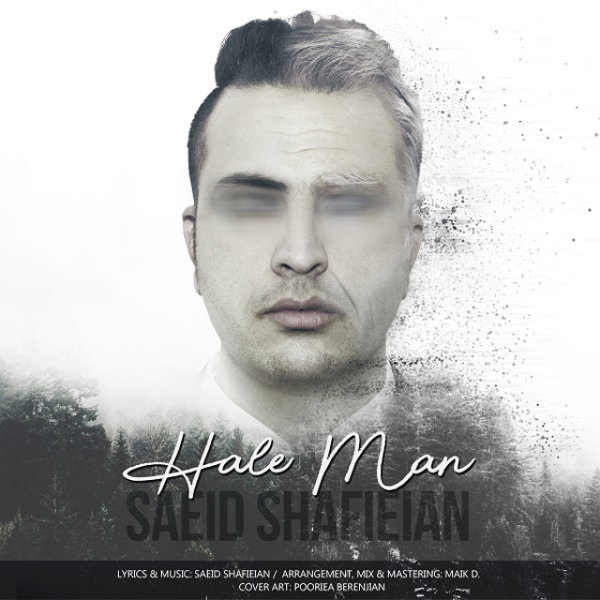 Hale Man
SAEID SHAFIEIAN
LYRICS & MUSIC: SAEID SHAFIEIAN / ARRANGEMENT, MIX & MASTERING: MAIK D.
COVER ART: POORIEA BERENJIAN